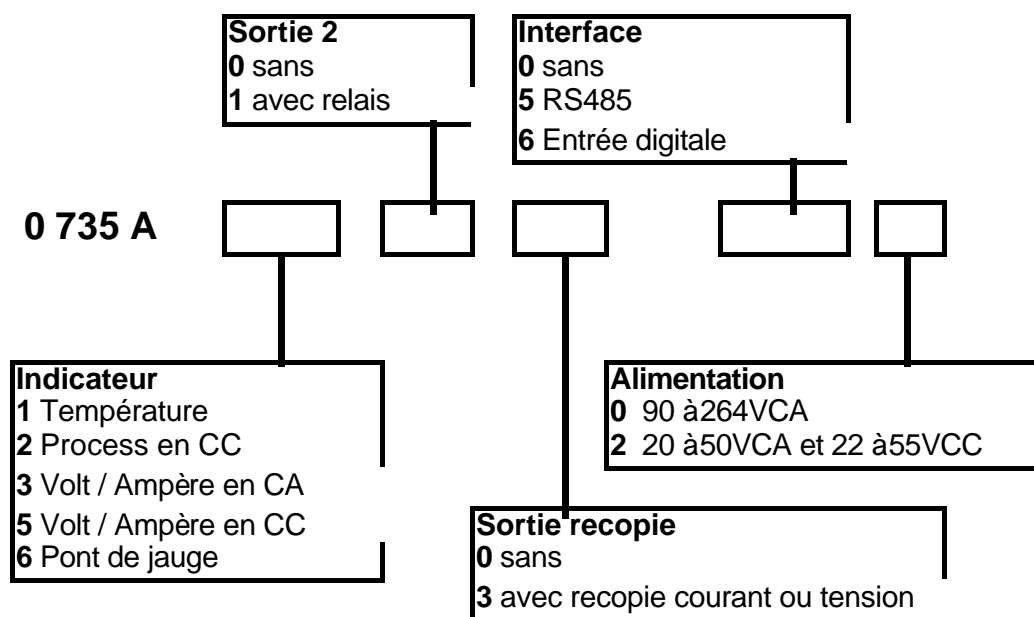 Sortie 2
0 sans
1 avec relais
Interface
0 sans
5 RS485
6 Entrée digitale
0 735 A
Indicateur
1 Température
2 Process en CC
3 Volt / Ampère en CA
5 Volt / Ampère en CC
6 Pont de jauge
Sortie recopie
0 sans
3 avec recopie courant ou tension
Alimentation
0 90 à264VCA
2 20 à50VCA et 22 à55VCC